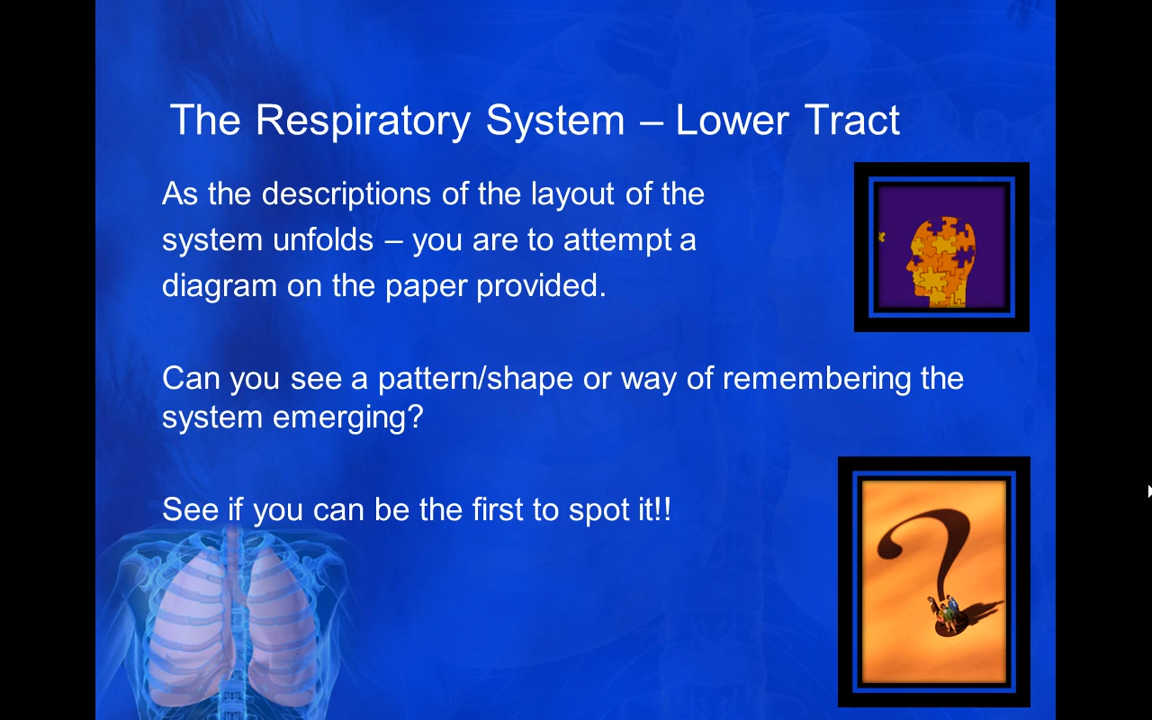 The Respiratory System – Lower Tract
As the descriptions of the layout of the
system unfolds – you are to attempt a
diagram on the paper provided.
Can you see a pattern/shape or way of remembering the
system emerging?
See if you can be the first to spot it!!